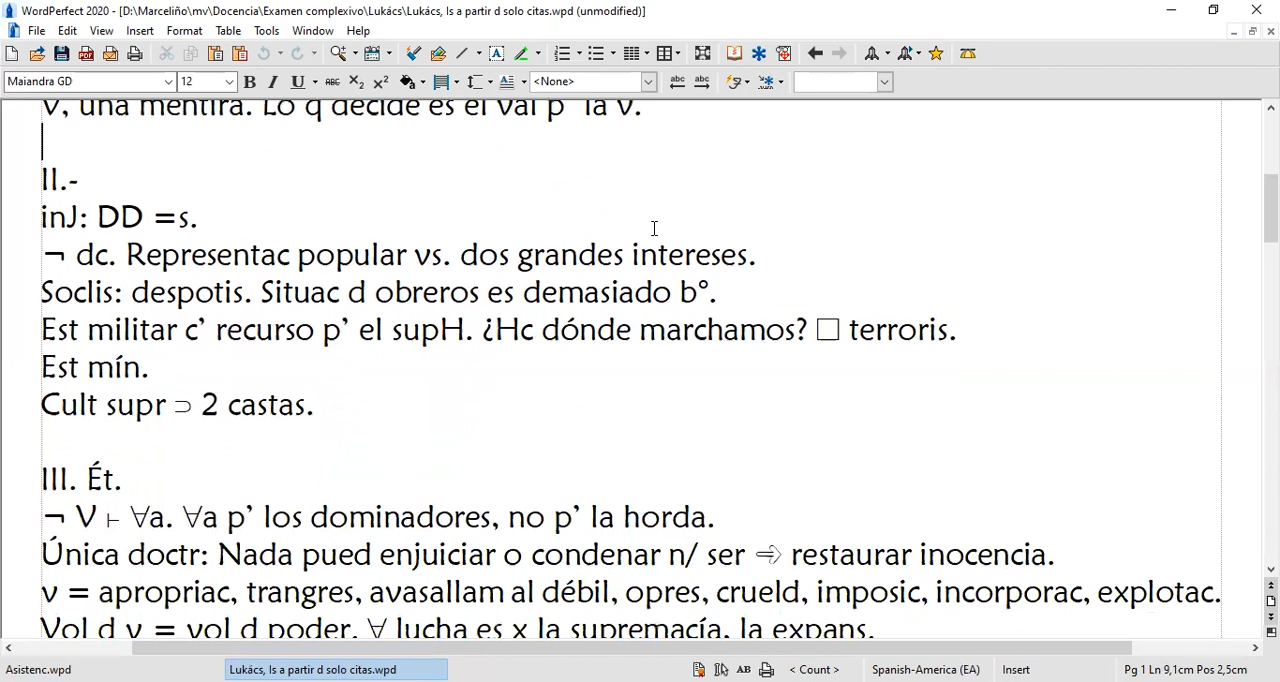 WordPerfect 2020 - [D:\Marceliño\mv\Docencia\Examen complexivo\Lukács\Lukács, Is a partir d solo citas.wpd (unmodified)]
File Edit View Insert Format Table Tools Window Help
Maiandra GD 12 B I U ABC X₂ X² <None> abc abc
V, una mentira. Lo q decide es el val p' la v.
II.-
inJ: DD =s.
¬ dc. Representac popular vs. dos grandes intereses.
Soclis: despotis. Situac d obreros es demasiado b°.
Est militar c' recurso p' el supH. ¿Hc dónde marchamos? □ terroris.
Est mín.
Cult supr ⊃ 2 castas.
III. Ét.
¬ V ⊢ ∀a. ∀a p' los dominadores, no p' la horda.
Única doctr: Nada pued enjuiciar o condenar n/ ser ⇒ restaurar inocencia.
v = apropriac, trangres, avasallam al débil, opres, crueld, imposic, incorporac, explotac.
Vol d v = vol d poder. ∀ lucha es x la supremacía, la expans.
Asistenc.wpd Lukács, Is a partir d solo citas.wpd AB < Count > Spanish-America (EA) Insert Pg 1 Ln 9,1cm Pos 2,5cm